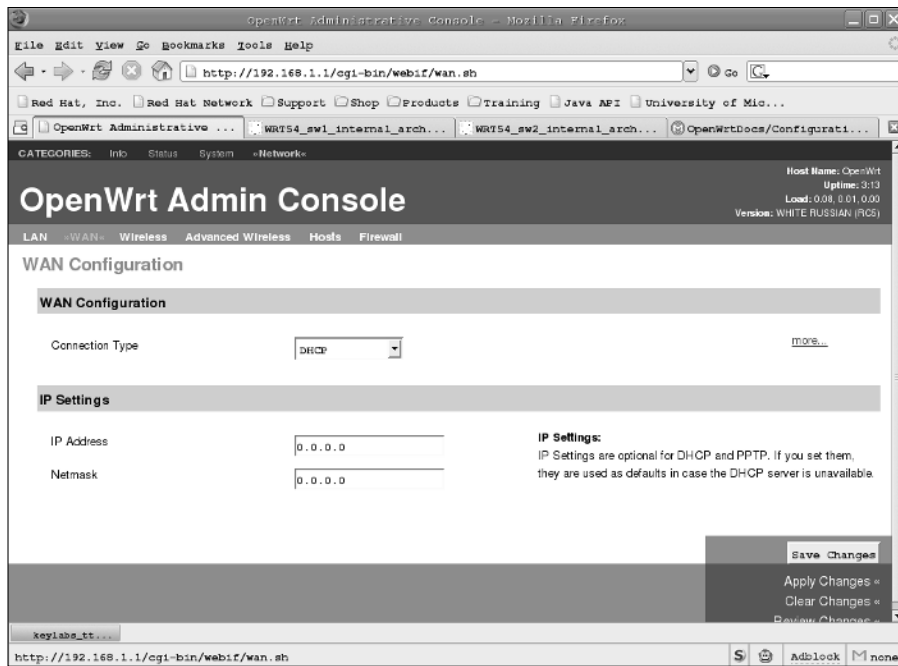 OpenWrt Administrative Console - Mozilla Firefox
File Edit View Go Bookmarks Tools Help
http://192.168.1.1/cgi-bin/webif/wan.sh Go G
Red Hat, Inc. Red Hat Network Support Shop Products Training Java API University of Mic...
OpenWrt Administrative ... WRT54_sw1_internal_arch... WRT54_sw2_internal_arch... OpenWrtDocs/Configurati...
CATEGORIES: Info Status System »Network«
OpenWrt Admin Console
Host Name: OpenWrt
Uptime: 3:13
Load: 0.08, 0.01, 0.00
Version: WHITE RUSSIAN (RC5)
LAN »WAN« Wireless Advanced Wireless Hosts Firewall
WAN Configuration
WAN Configuration
Connection Type DHCP more...
IP Settings
IP Address 0.0.0.0
Netmask 0.0.0.0
IP Settings:
IP Settings are optional for DHCP and PPTP. If you set them,
they are used as defaults in case the DHCP server is unavailable.
Save Changes
Apply Changes «
Clear Changes «
Review Changes «
keylabs_tt...
http://192.168.1.1/cgi-bin/webif/wan.sh S Adblock M none